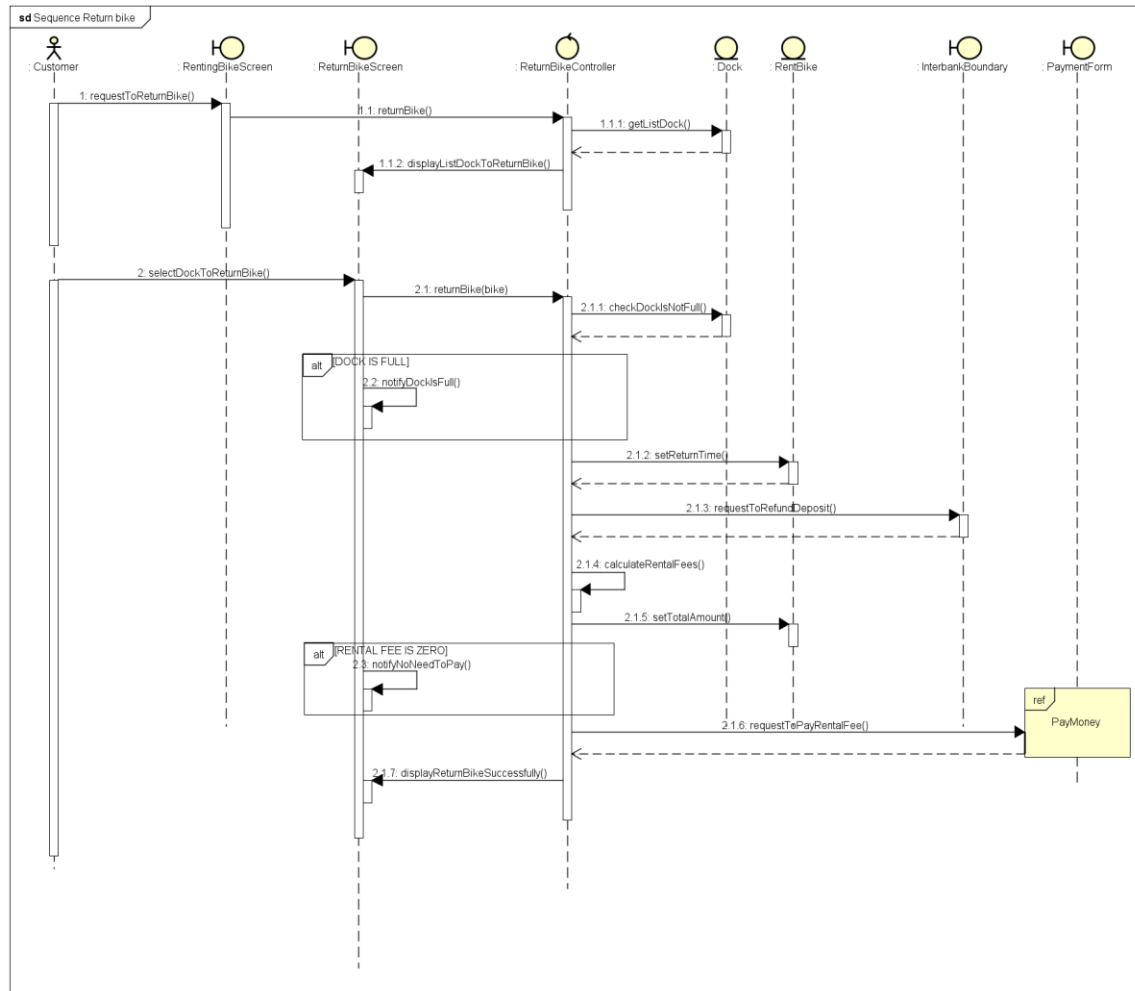 sd Sequence Return bike
: Customer
: RentingBikeScreen
: ReturnBikeScreen
: ReturnBikeController
: Dock
: RentBike
: InterbankBoundary
: PaymentForm
1: requestToReturnBike()
1.1: returnBike()
1.1.1: getListDock()
1.1.2: displayListDockToReturnBike()
2: selectDockToReturnBike()
2.1: returnBike(bike)
2.1.1: checkDockIsNotFull()
alt [DOCK IS FULL]
2.2: notifyDockIsFull()
2.1.2: setReturnTime()
2.1.3: requestToRefundDeposit()
2.1.4: calculateRentalFees()
2.1.5: setTotalAmount()
alt [RENTAL FEE IS ZERO]
2.3: notifyNoNeedToPay()
ref
PayMoney
2.1.6: requestToPayRentalFee()
2.1.7: displayReturnBikeSuccessfully()